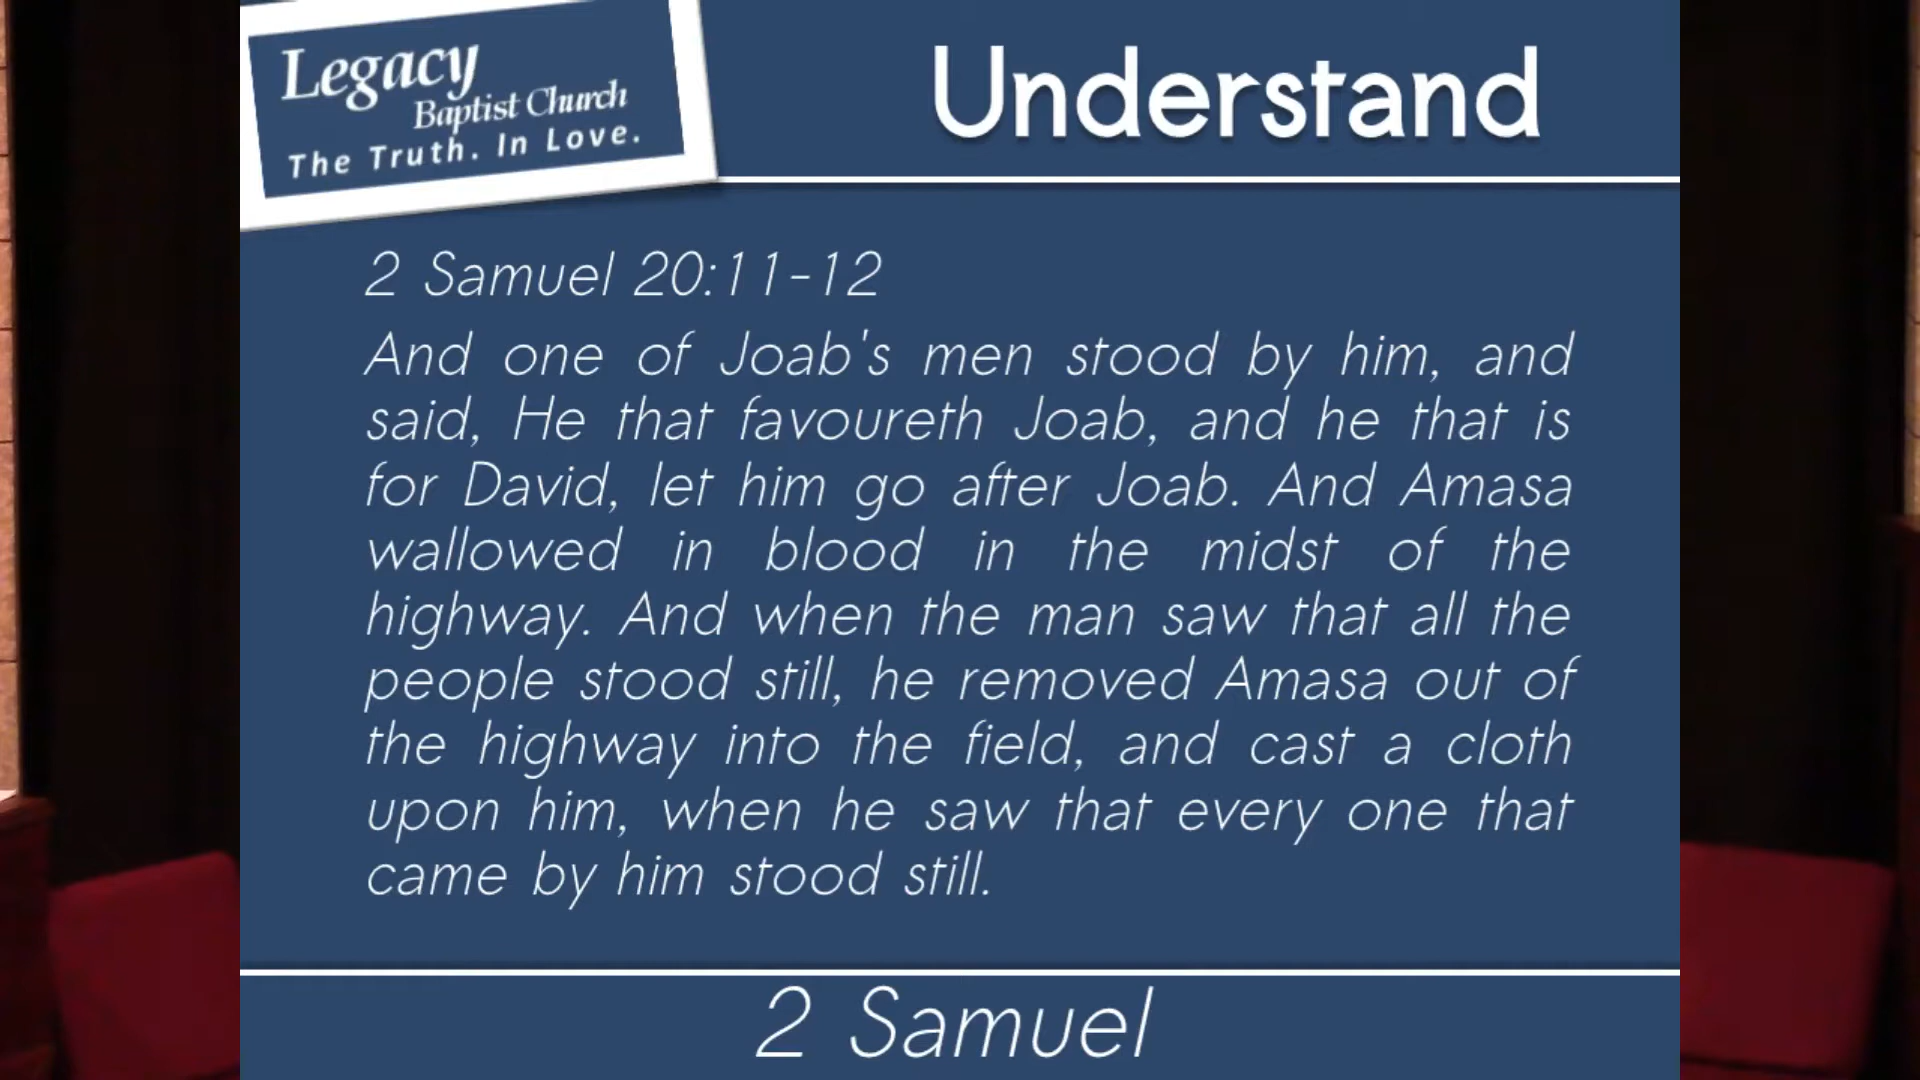 Legacy
Baptist Church
The Truth. In Love.
Understand
2 Samuel 20:11-12
And one of Joab's men stood by him, and
said, He that favoureth Joab, and he that is
for David, let him go after Joab. And Amasa
wallowed in blood in the midst of the
highway. And when the man saw that all the
people stood still, he removed Amasa out of
the highway into the field, and cast a cloth
upon him, when he saw that every one that
came by him stood still.
2 Samuel